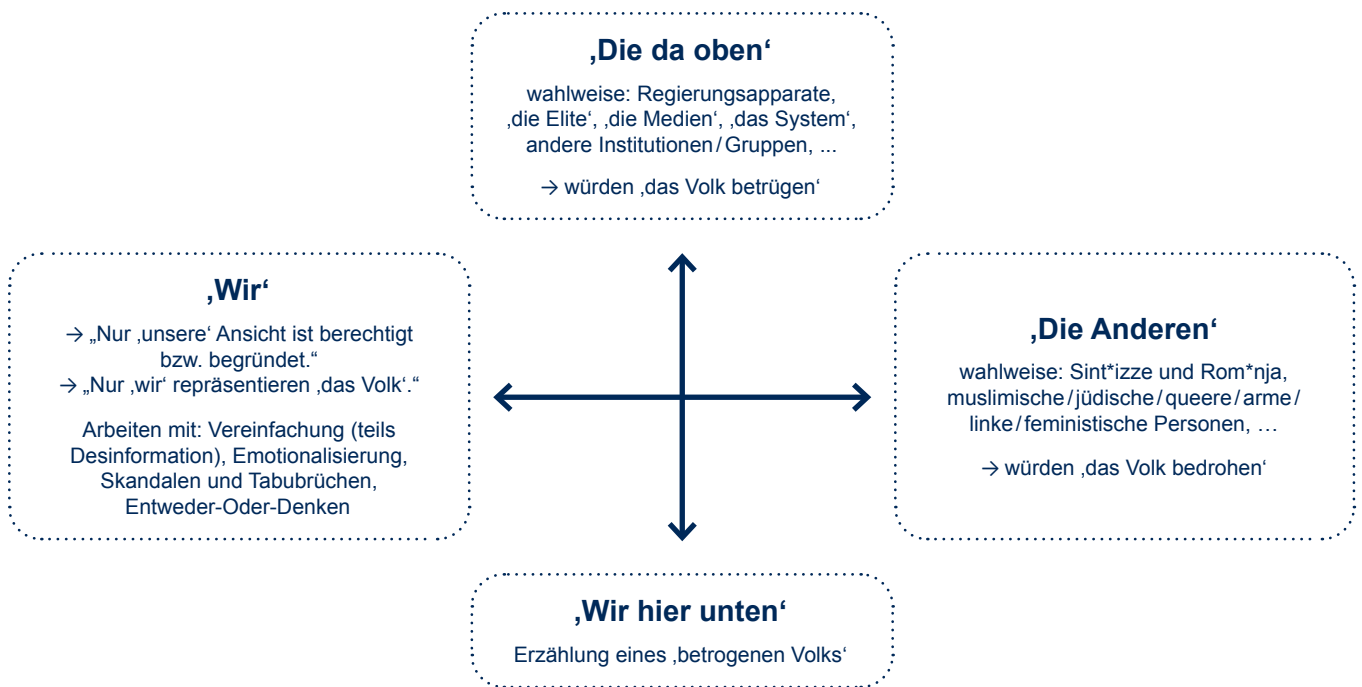 ‚Die da oben‘
wahlweise: Regierungsapparate,
‚die Elite‘, ‚die Medien‘, ‚das System‘,
andere Institutionen/Gruppen, ...
→ würden ‚das Volk betrügen‘
‚Wir‘
→ „Nur ‚unsere‘ Ansicht ist berechtigt
bzw. begründet.“
→ „Nur ‚wir‘ repräsentieren ‚das Volk‘.“
Arbeiten mit: Vereinfachung (teils
Desinformation), Emotionalisierung,
Skandalen und Tabubrüchen,
Entweder-Oder-Denken
‚Die Anderen‘
wahlweise: Sint*izze und Rom*nja,
muslimische/jüdische/queere/arme/
linke/feministische Personen, …
→ würden ‚das Volk bedrohen‘
‚Wir hier unten‘
Erzählung eines ‚betrogenen Volks‘